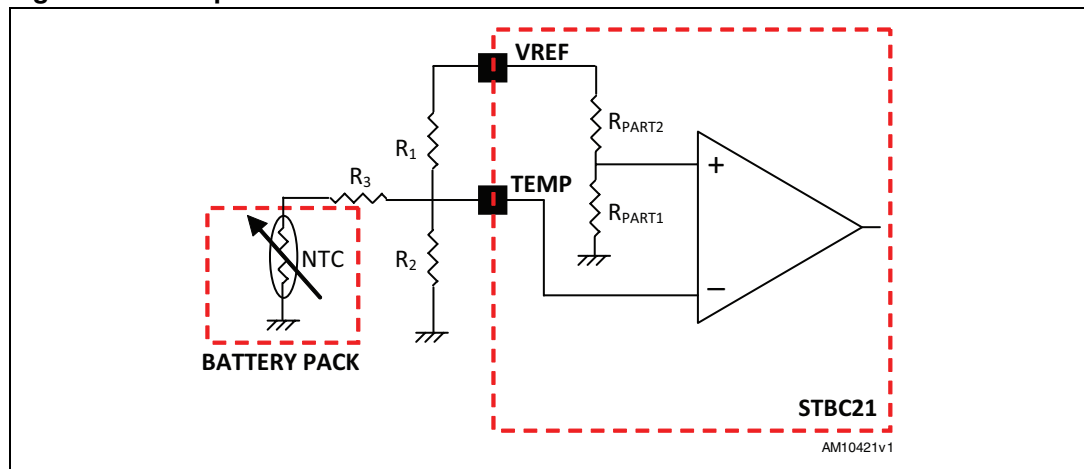 VREF
R1
RPART2
R3
TEMP
+
RPART1
NTC
R2
−
BATTERY PACK
STBC21
AM10421v1